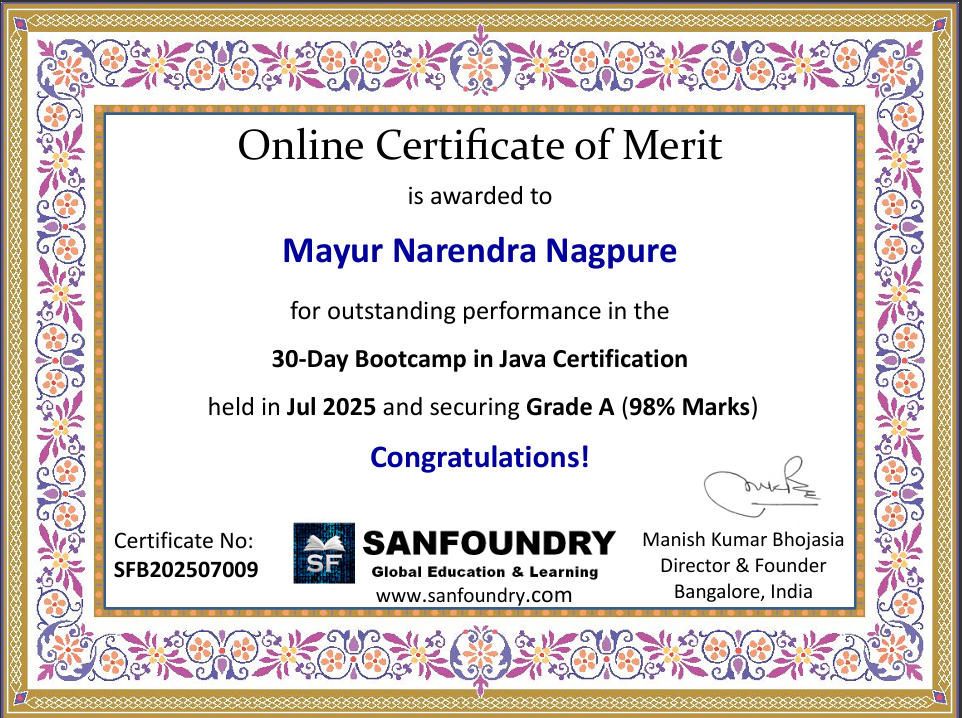 Online Certificate of Merit
is awarded to
Mayur Narendra Nagpure
for outstanding performance in the
30-Day Bootcamp in Java Certification
held in Jul 2025 and securing Grade A (98% Marks)
Congratulations!
Certificate No:
SFB202507009
SF
SANFOUNDRY
Global Education & Learning
www.sanfoundry.com
Manish Kumar Bhojasia
Director & Founder
Bangalore, India